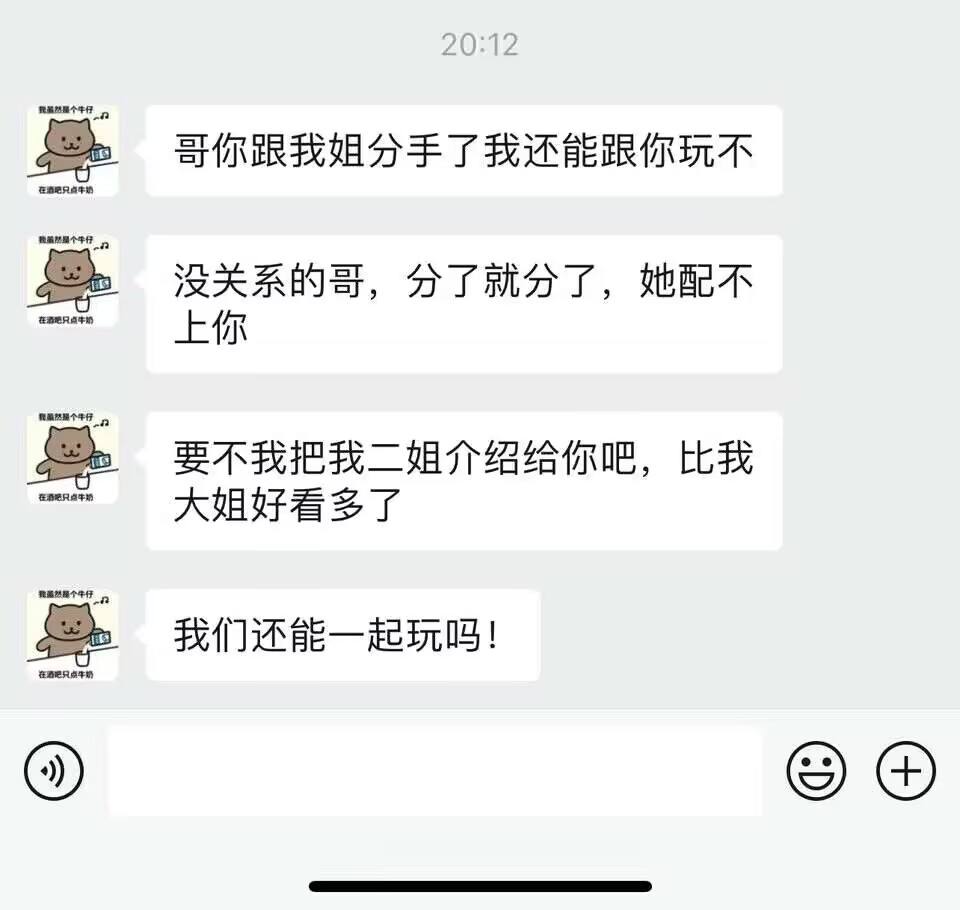 20:12
我虽然是个牛仔
在酒吧只点牛奶
哥你跟我姐分手了我还能跟你玩不
我虽然是个牛仔
在酒吧只点牛奶
没关系的哥，分了就分了，她配不
上你
我虽然是个牛仔
在酒吧只点牛奶
要不我把我二姐介绍给你吧，比我
大姐好看多了
我虽然是个牛仔
在酒吧只点牛奶
我们还能一起玩吗！